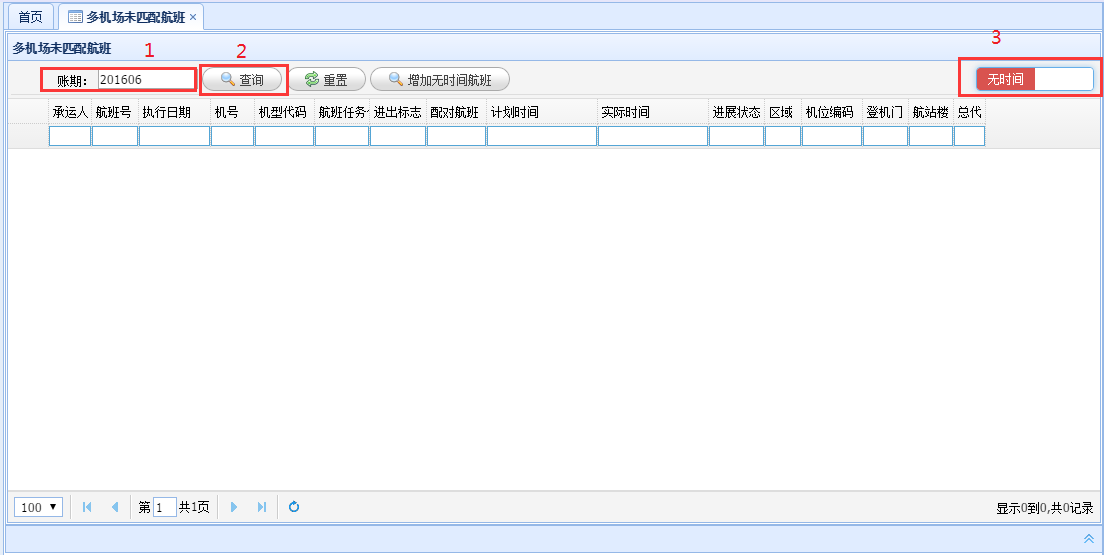 首页
多机场未匹配航班
多机场未匹配航班
1
2
3
账期:
201606
查询
重置
增加无时间航班
无时间
承运人 航班号 执行日期 机号 机型代码 航班任务 进出标志 配对航班 计划时间 实际时间 进展状态 区域 机位编码 登机门 航站楼 总代
100
第 1 共1页
显示0到0,共0记录